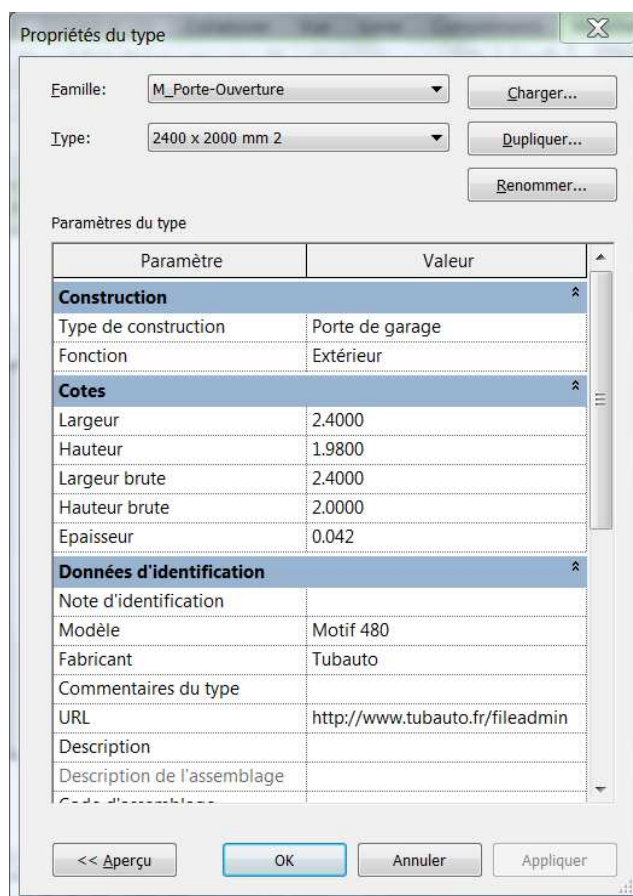 Propriétés du type
Famille: M_Porte-Ouverture Charger...
Type: 2400 x 2000 mm 2 Dupliquer...
Renommer...
Paramètres du type
Paramètre Valeur
Construction
Type de construction Porte de garage
Fonction Extérieur
Cotes
Largeur 2.4000
Hauteur 1.9800
Largeur brute 2.4000
Hauteur brute 2.0000
Epaisseur 0.042
Données d'identification
Note d'identification
Modèle Motif 480
Fabricant Tubauto
Commentaires du type
URL http://www.tubauto.fr/fileadmin
Description
Description de l'assemblage
Code d'assemblage
<< Aperçu OK Annuler Appliquer